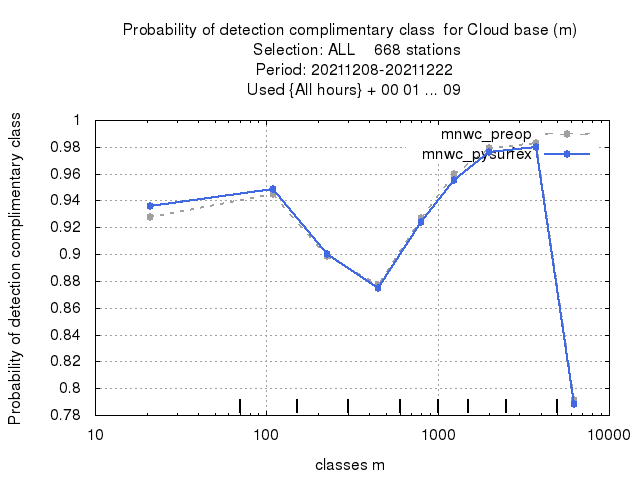 Probability of detection complimentary class  for Cloud base (m)
Selection: ALL    668 stations
Period: 20211208-20211222
Used {All hours} + 00 01 ... 09
Probability of detection complimentary class
1
0.98
0.96
0.94
0.92
0.9
0.88
0.86
0.84
0.82
0.8
0.78
mnwc_preop
mnwc_pysurfex
10
100
1000
10000
classes m